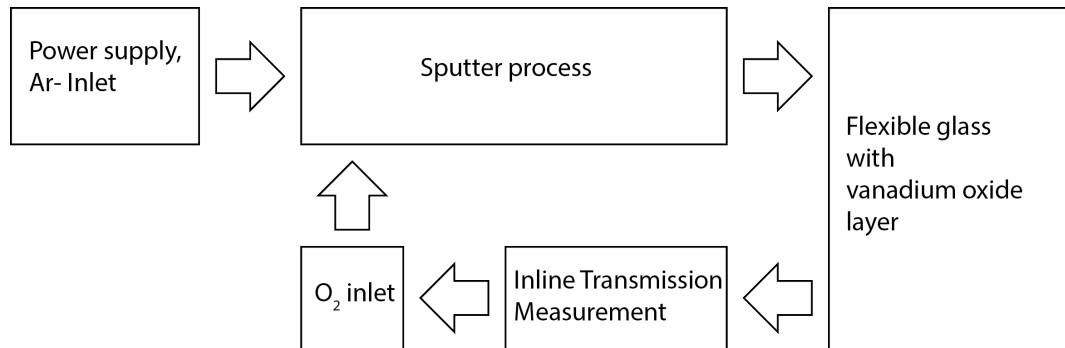 Power supply,
Ar- Inlet
Sputter process
Flexible glass
with
vanadium oxide
layer
O₂ inlet
Inline Transmission
Measurement